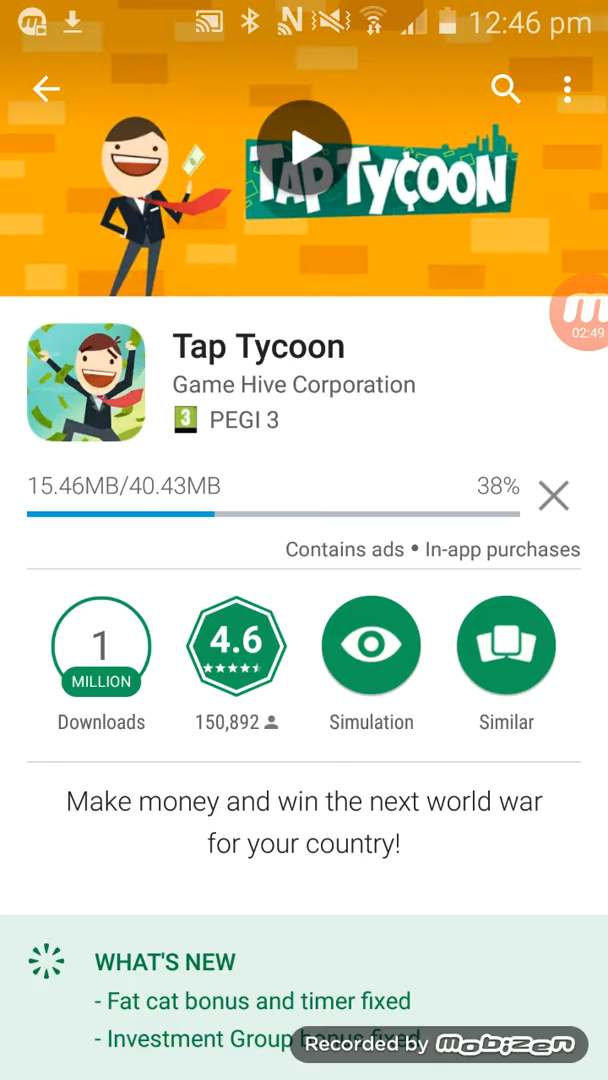 12:46 pm
TAP TYCOON
02:49
Tap Tycoon
Game Hive Corporation
3 PEGI 3
15.46MB/40.43MB 38%
Contains ads • In-app purchases
1 MILLION
4.6
Downloads
150,892
Simulation
Similar
Make money and win the next world war
for your country!
WHAT'S NEW
- Fat cat bonus and timer fixed
- Investment Group bonus fixed
Recorded by mobizen